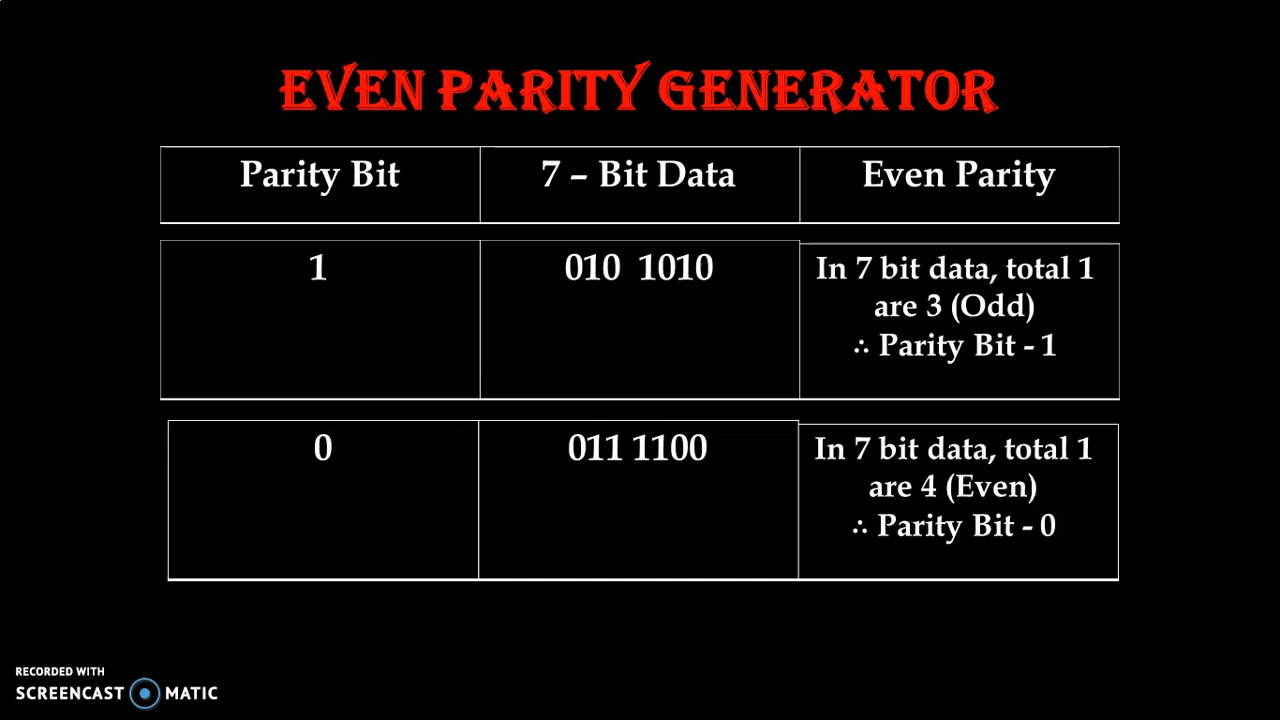 EVEN PARITY GENERATOR
Parity Bit
7 – Bit Data
Even Parity
1
010 1010
In 7 bit data, total 1
are 3 (Odd)
∴ Parity Bit - 1
0
011 1100
In 7 bit data, total 1
are 4 (Even)
∴ Parity Bit - 0
RECORDED WITH
SCREENCAST MATIC